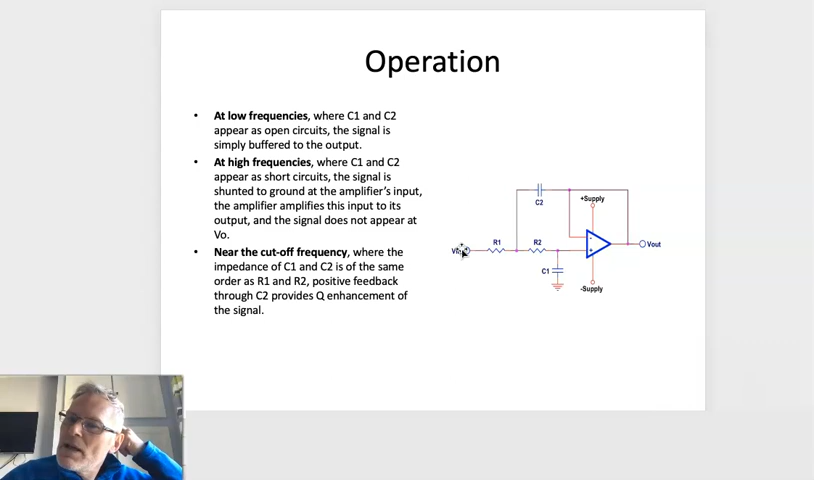 Operation
• At low frequencies, where C1 and C2
appear as open circuits, the signal is
simply buffered to the output.
• At high frequencies, where C1 and C2
appear as short circuits, the signal is
shunted to ground at the amplifier's input,
the amplifier amplifies this input to its
output, and the signal does not appear at
Vo.
• Near the cut-off frequency, where the
impedance of C1 and C2 is of the same
order as R1 and R2, positive feedback
through C2 provides Q enhancement of
the signal.
C2
+Supply
R1
R2
-
+
Vout
C1
-Supply